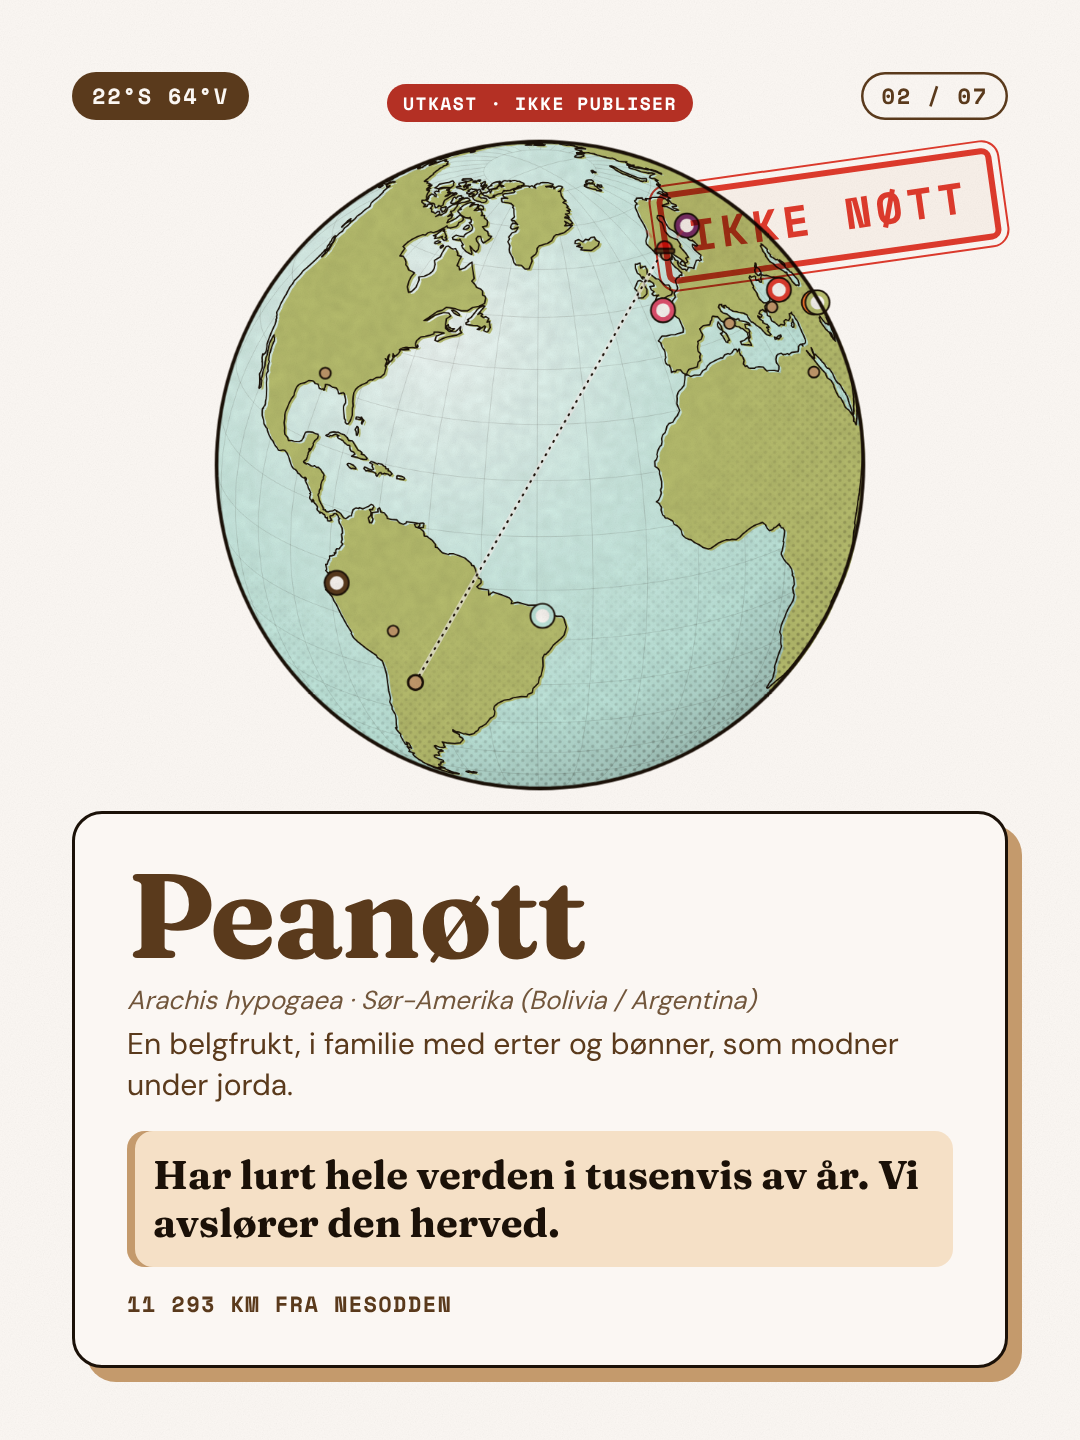 22°S 64°V
UTKAST · IKKE PUBLISER
02 / 07
IKKE NØTT
Peanøtt
Arachis hypogaea · Sør-Amerika (Bolivia / Argentina)
En belgfrukt, i familie med erter og bønner, som modner
under jorda.
Har lurt hele verden i tusenvis av år. Vi
avslører den herved.
11 293 KM FRA NESODDEN